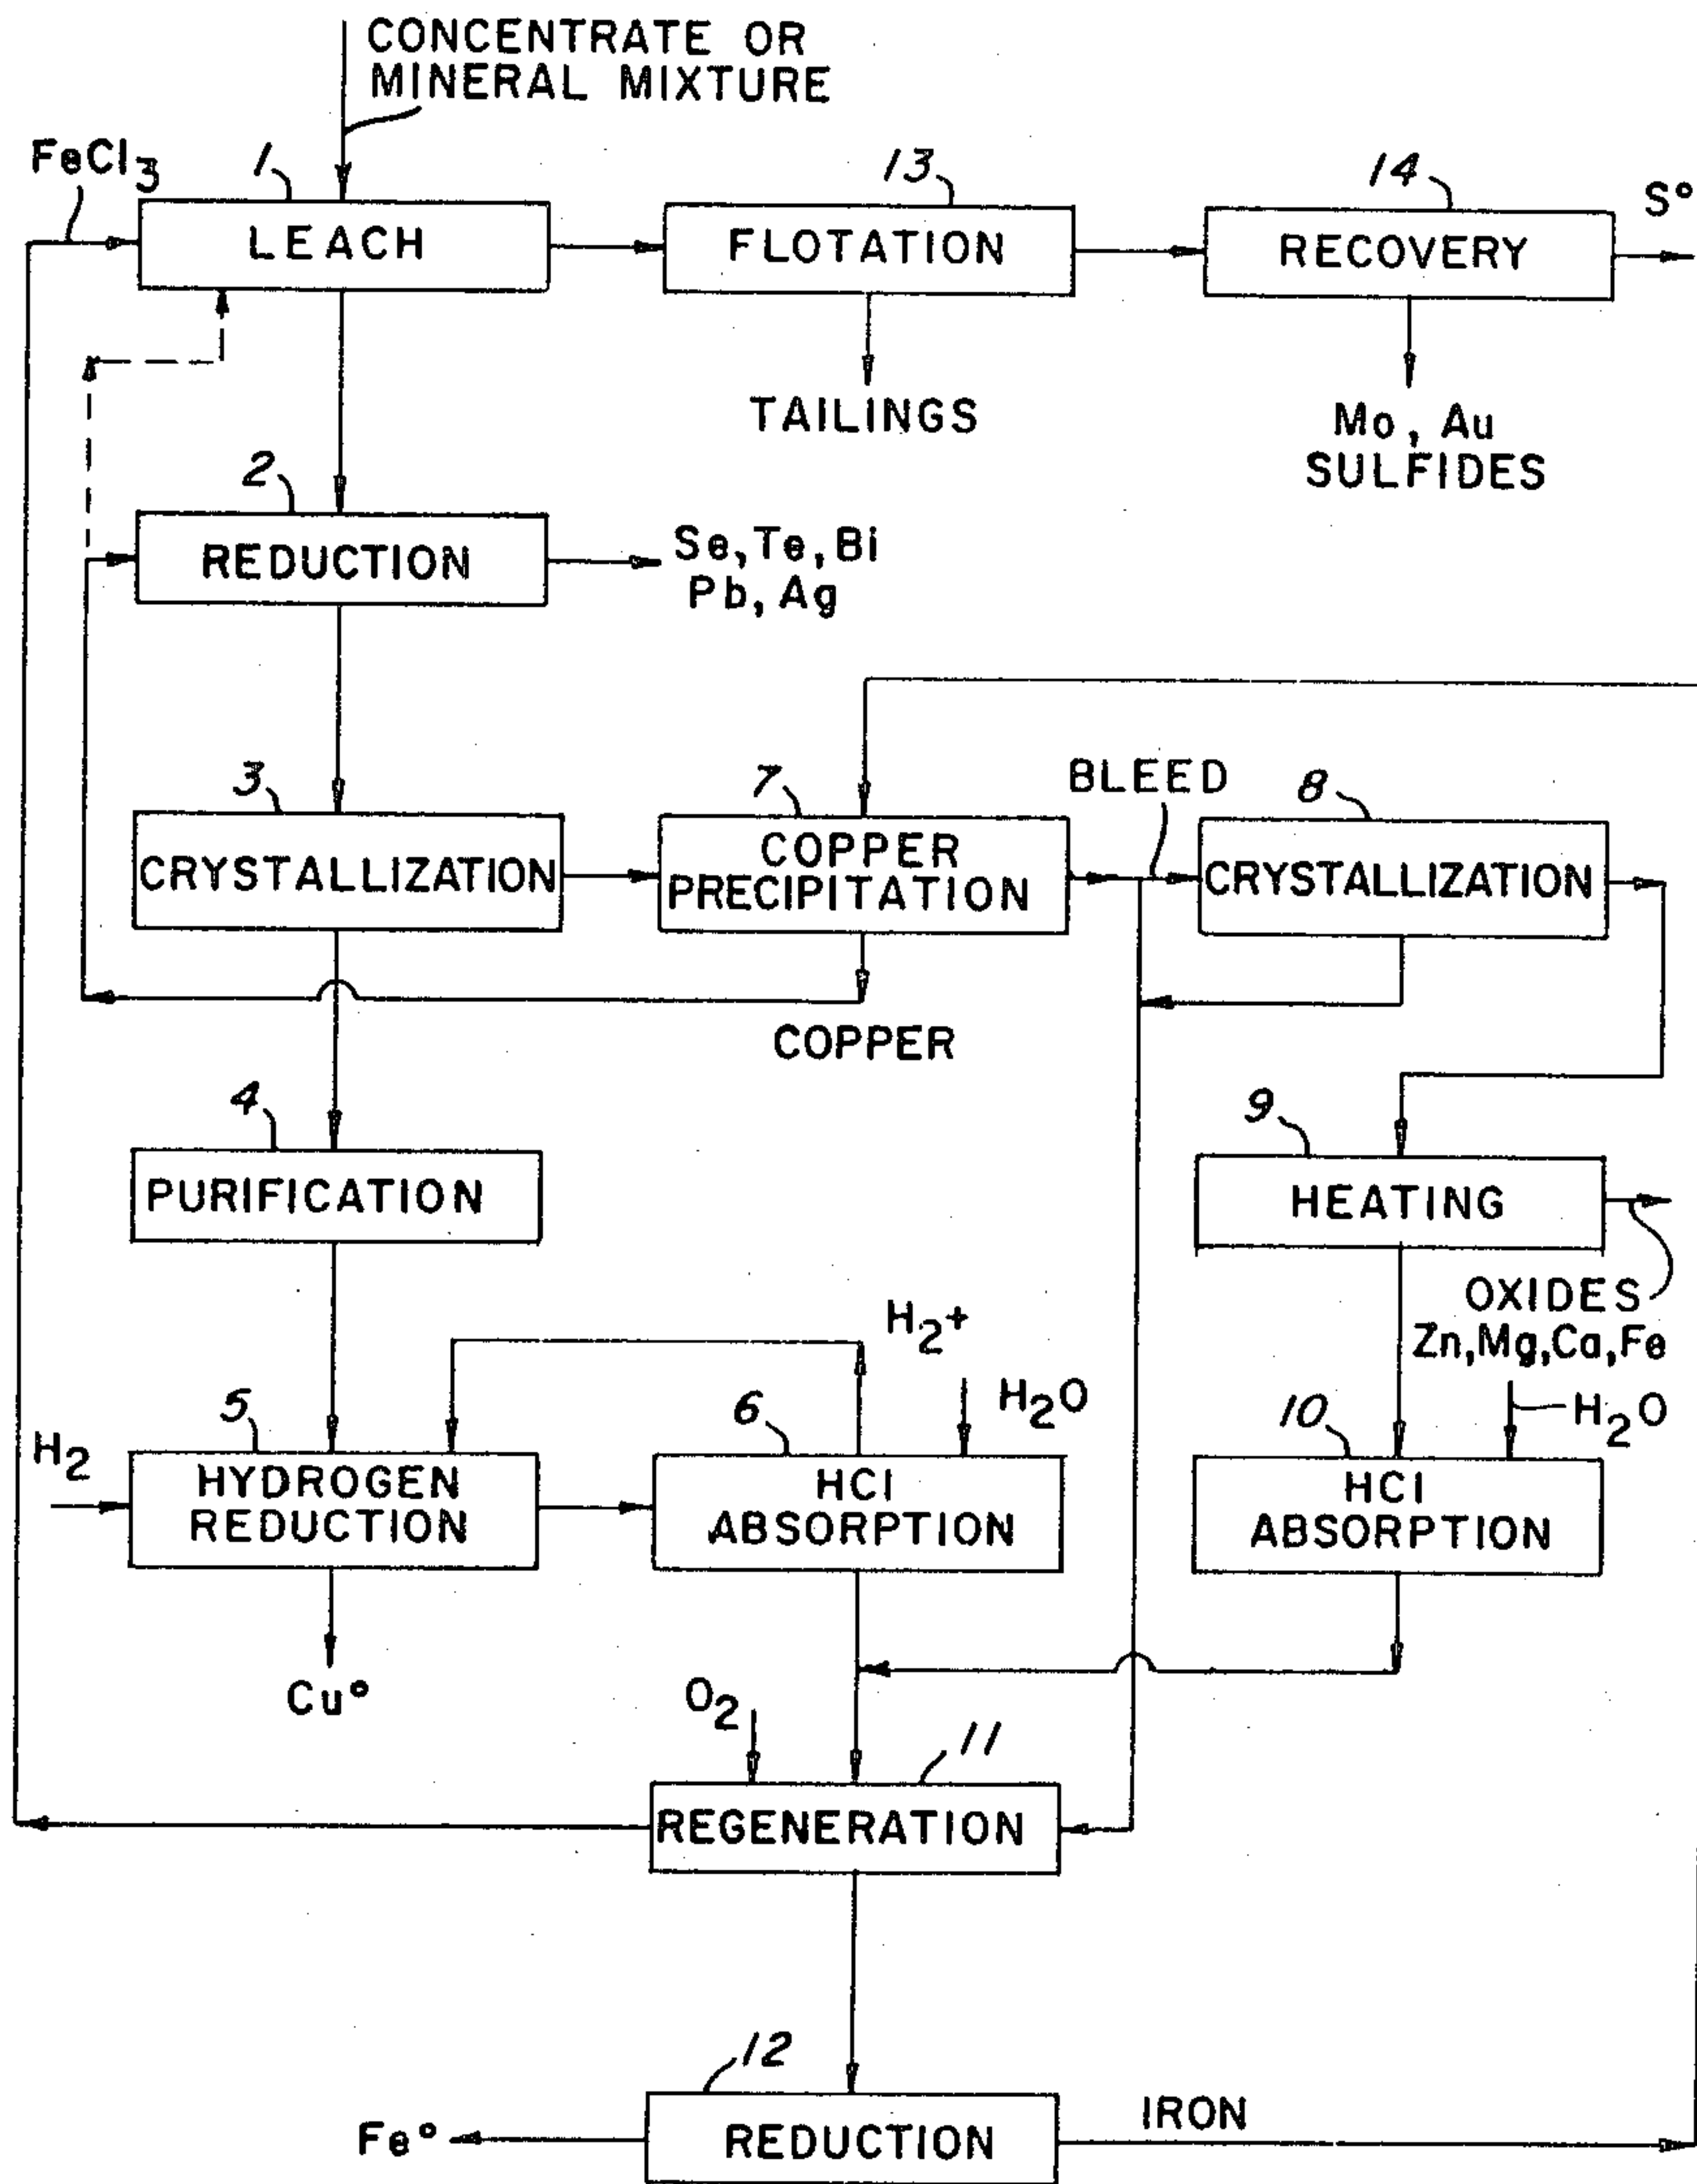 CONCENTRATE OR
MINERAL MIXTURE
FeCl3
1
LEACH
13
FLOTATION
14
RECOVERY
S°
TAILINGS
Mo, Au
SULFIDES
2
REDUCTION
Se, Te, Bi
Pb, Ag
3
CRYSTALLIZATION
7
COPPER
PRECIPITATION
BLEED
8
CRYSTALLIZATION
COPPER
4
PURIFICATION
9
HEATING
OXIDES
Zn, Mg, Ca, Fe
H2+
H2O
H2
5
HYDROGEN
REDUCTION
6
HCl
ABSORPTION
10
H2O
HCl
ABSORPTION
Cu°
O2
11
REGENERATION
12
REDUCTION
Fe°
IRON